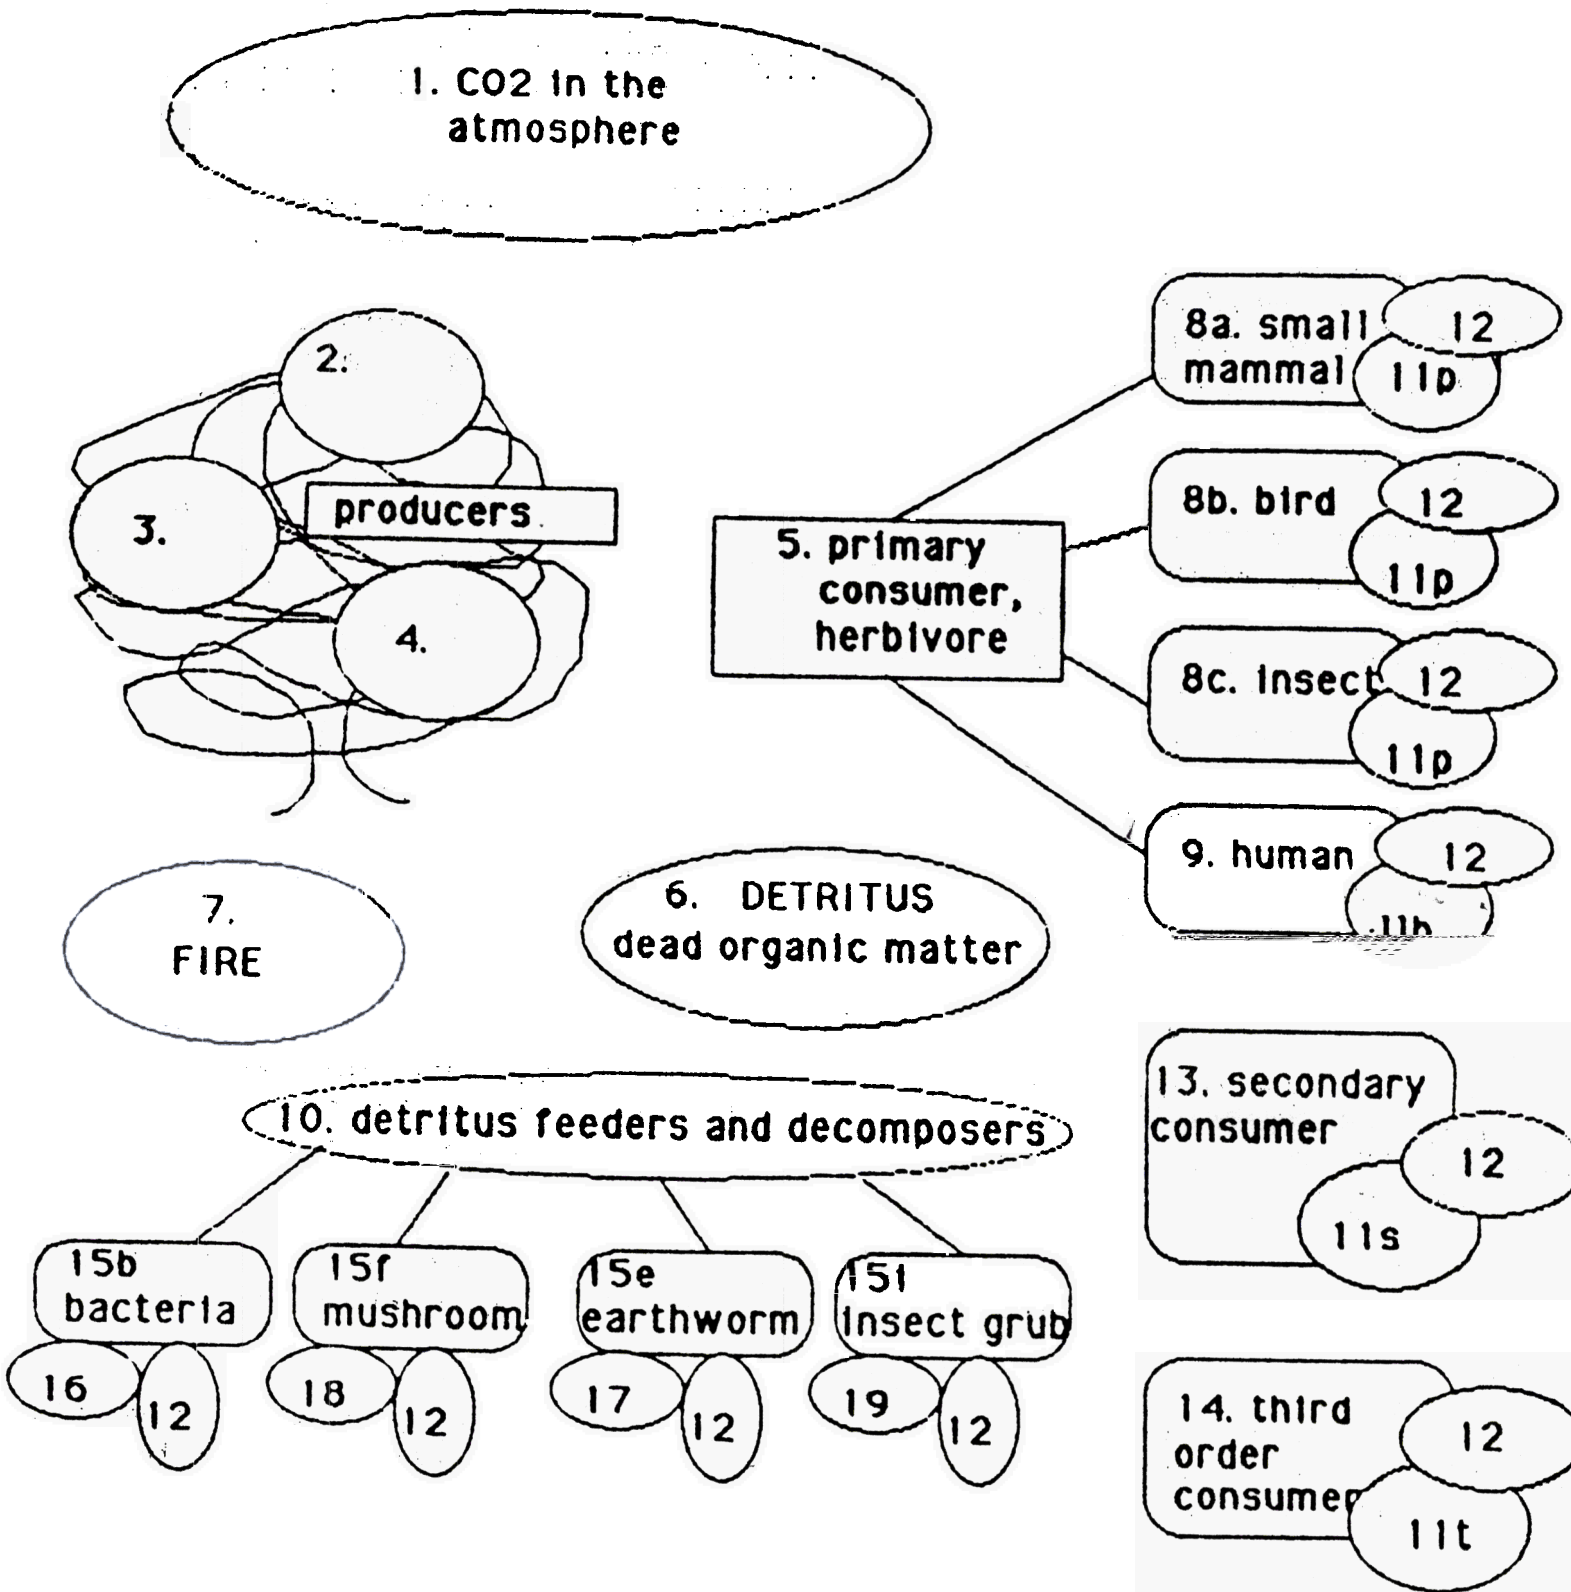 1. CO2 in the
atmosphere
2.
3.
producers
4.
5. primary
consumer,
herbivore
8a. small
mammal
12
11p
8b. bird
12
11p
8c. insect
12
11p
9. human
12
11h
7.
FIRE
6. DETRITUS
dead organic matter
10. detritus feeders and decomposers
13. secondary
consumer
12
11s
15b
bacteria
16
12
15f
mushroom
18
12
15e
earthworm
17
12
15i
insect grub
19
12
14. third
order
consumer
12
11t